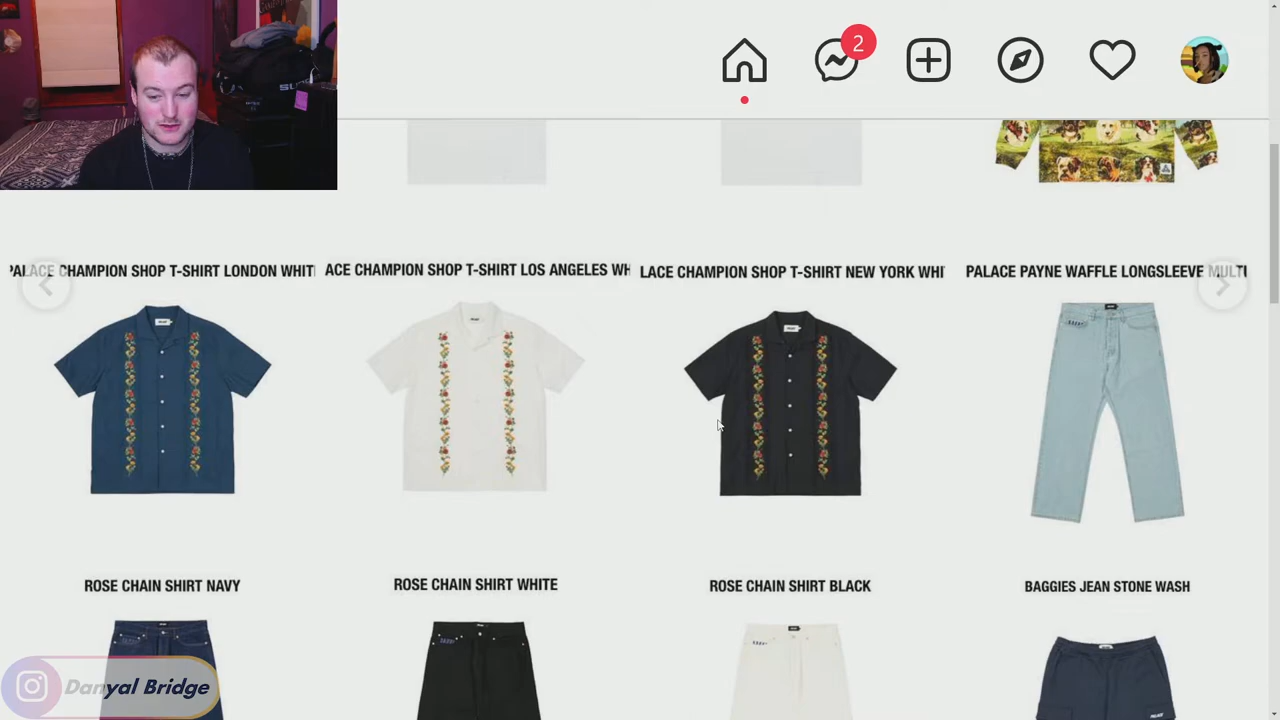 2
PALACE CHAMPION SHOP T-SHIRT LONDON WHIT
ACE CHAMPION SHOP T-SHIRT LOS ANGELES WH
LACE CHAMPION SHOP T-SHIRT NEW YORK WHI
PALACE PAYNE WAFFLE LONGSLEEVE MULTI
ROSE CHAIN SHIRT NAVY
ROSE CHAIN SHIRT WHITE
ROSE CHAIN SHIRT BLACK
BAGGIES JEAN STONE WASH
Danyal Bridge